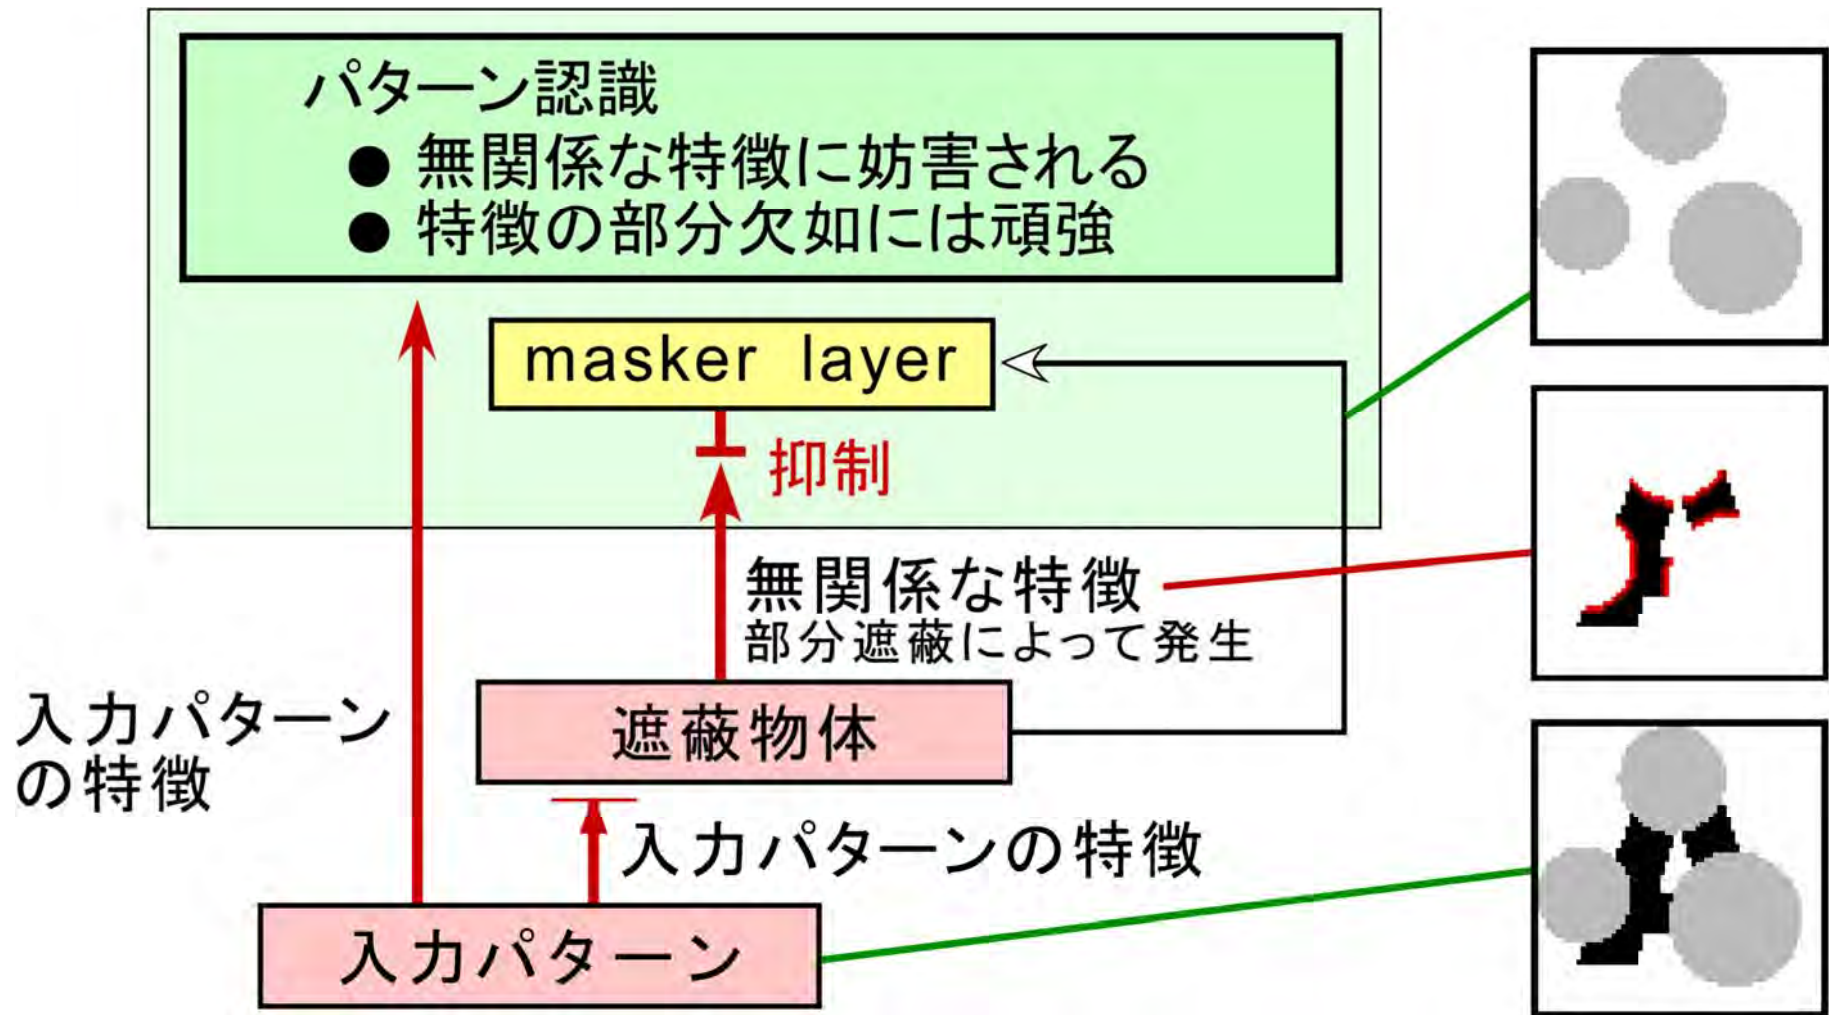 パターン認識
● 無関係な特徴に妨害される
● 特徴の部分欠如には頑強
masker layer
抑制
無関係な特徴
部分遮蔽によって発生
入力パターン
の特徴
遮蔽物体
入力パターンの特徴
入力パターン